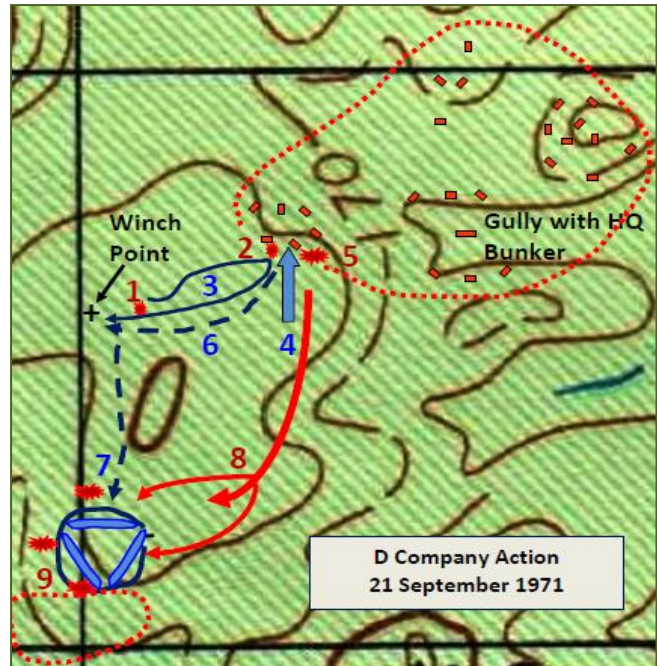 70
Winch
Point
Gully with HQ
Bunker
2
5
3
1
6
4
7
8
9
D Company Action
21 September 1971